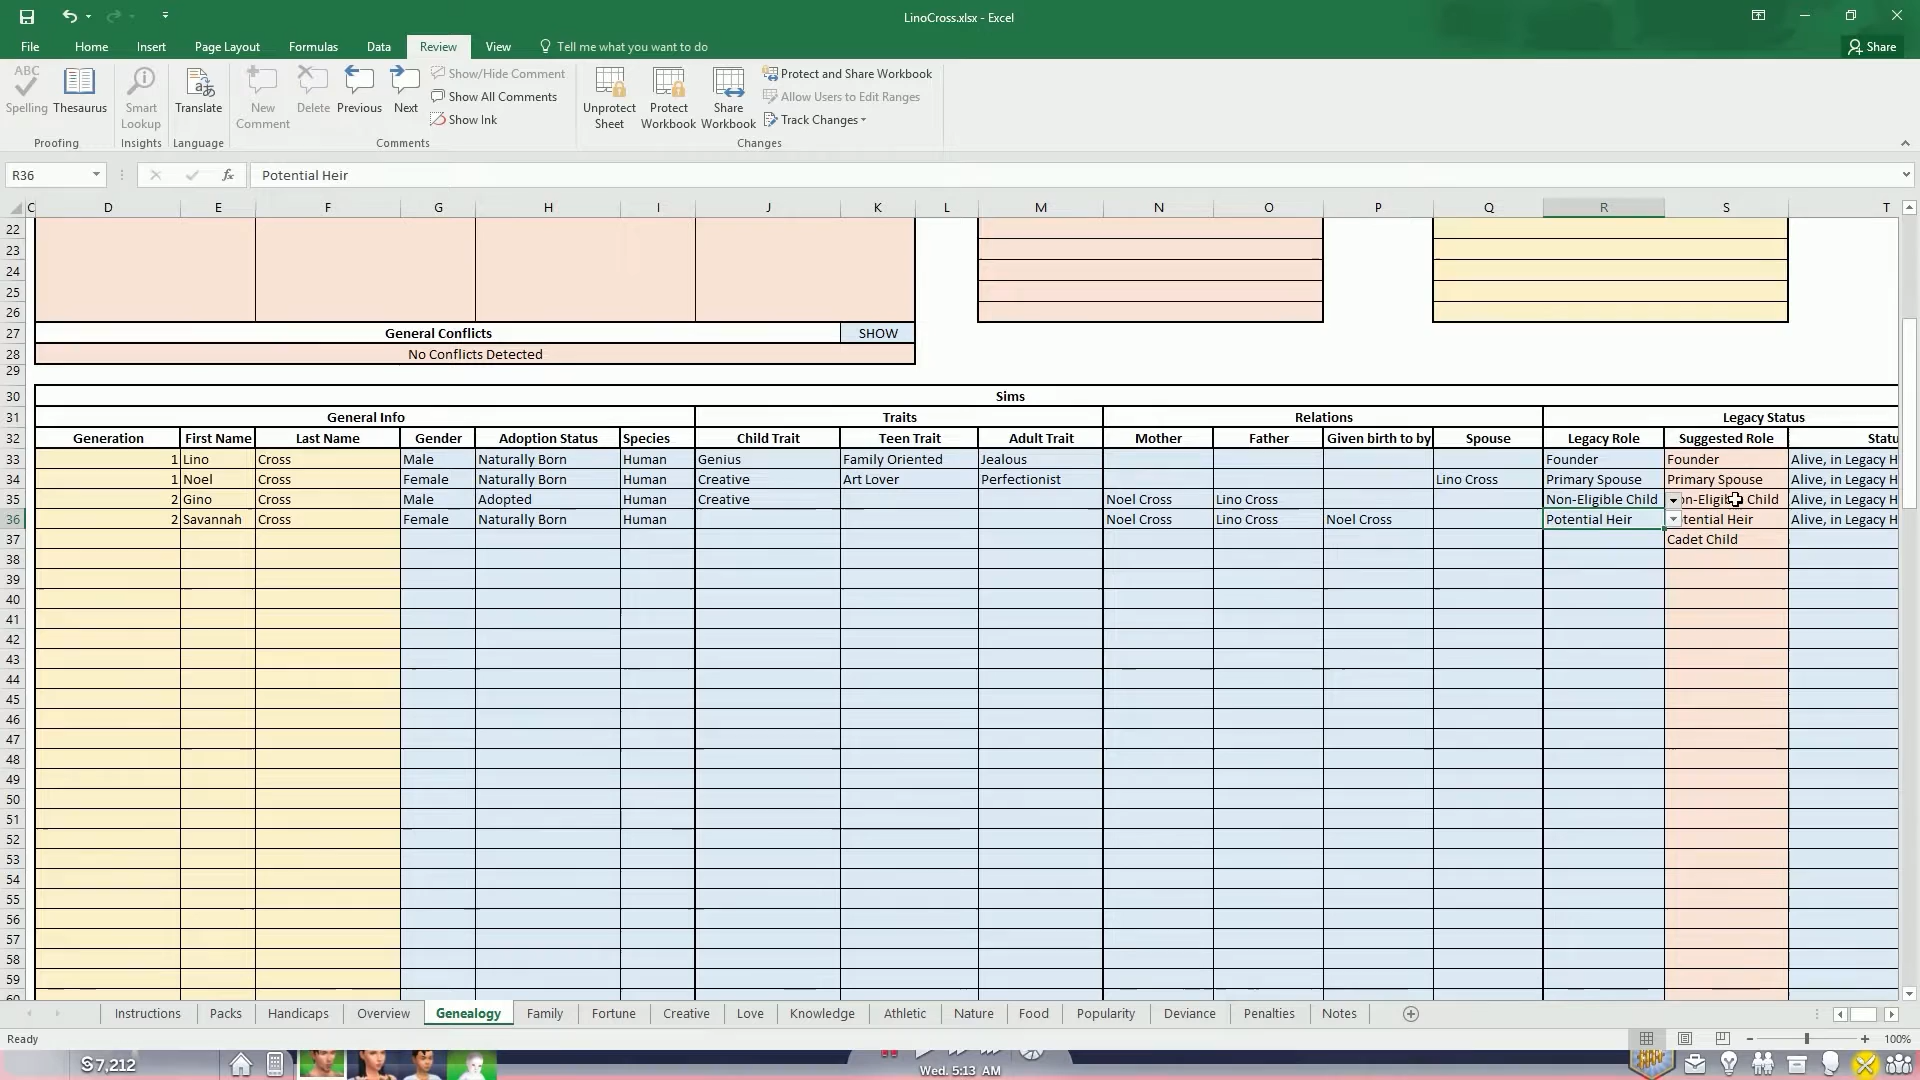 LinoCross.xlsx - Excel
File Home Insert Page Layout Formulas Data Review View Tell me what you want to do Share
ABC
Spelling Thesaurus Smart Lookup Translate New Comment Delete Previous Next Show/Hide Comment Show All Comments Show Ink Unprotect Sheet Protect Workbook Share Workbook Protect and Share Workbook Allow Users to Edit Ranges Track Changes
Proofing Insights Language Comments Changes
R36 fx Potential Heir
C D E F G H I J K L M N O P Q R S T
22
23
24
25
26
27 General Conflicts SHOW
28 No Conflicts Detected
29
30 Sims
31 General Info Traits Relations Legacy Status
32 Generation First Name Last Name Gender Adoption Status Species Child Trait Teen Trait Adult Trait Mother Father Given birth to by Spouse Legacy Role Suggested Role Statu
33 1 Lino Cross Male Naturally Born Human Genius Family Oriented Jealous Founder Founder Alive, in Legacy H
34 1 Noel Cross Female Naturally Born Human Creative Art Lover Perfectionist Lino Cross Primary Spouse Primary Spouse Alive, in Legacy H
35 2 Gino Cross Male Adopted Human Creative Noel Cross Lino Cross Non-Eligible Child on-Eligib Child Alive, in Legacy H
36 2 Savannah Cross Female Naturally Born Human Noel Cross Lino Cross Noel Cross Potential Heir tential Heir Alive, in Legacy H
37 Cadet Child
38
39
40
41
42
43
44
45
46
47
48
49
50
51
52
53
54
55
56
57
58
59
60
Instructions Packs Handicaps Overview Genealogy Family Fortune Creative Love Knowledge Athletic Nature Food Popularity Deviance Penalties Notes
Ready 100%
§7,212 Wed. 5:13 AM